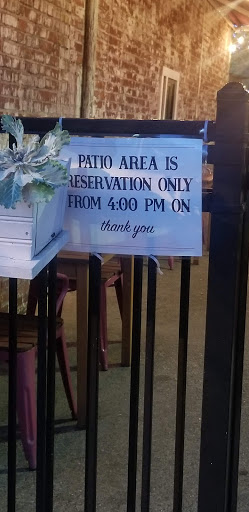 PATIO AREA IS
RESERVATION ONLY
FROM 4:00 PM ON
thank you